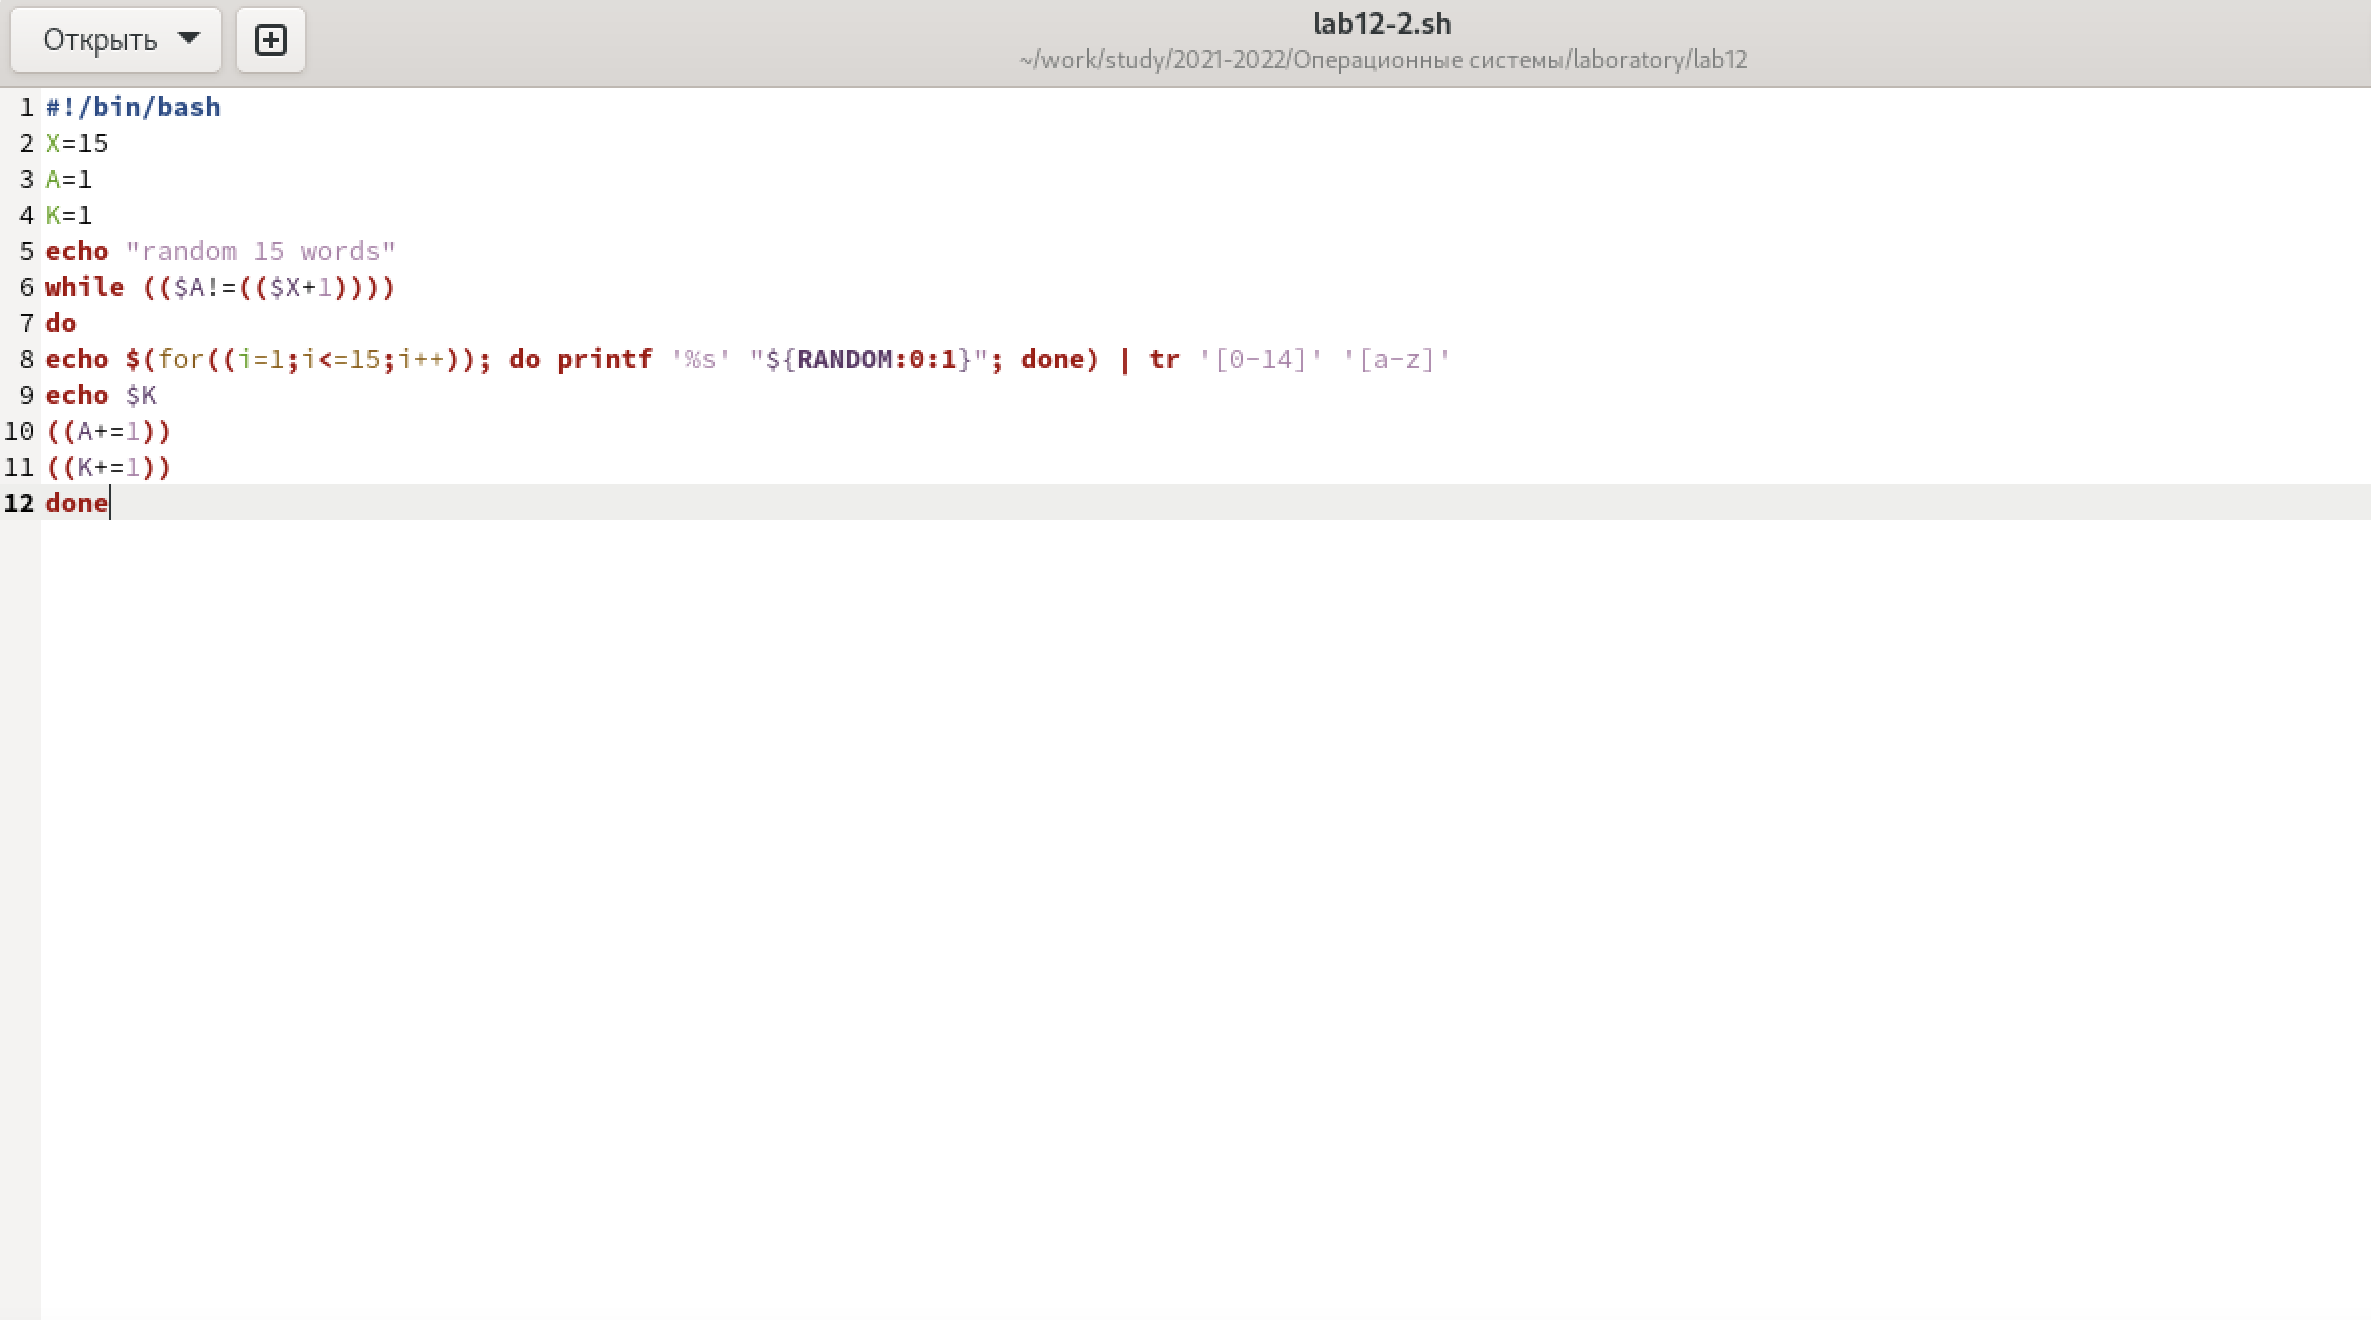 Открыть
lab12-2.sh
~/work/study/2021-2022/Операционные системы/laboratory/lab12
1 #!/bin/bash
2 X=15
3 A=1
4 K=1
5 echo "random 15 words"
6 while (($A!=(($X+1))))
7 do
8 echo $(for((i=1;i<=15;i++)); do printf '%s' "${RANDOM:0:1}"; done) | tr '[0-14]' '[a-z]'
9 echo $K
10 ((A+=1))
11 ((K+=1))
12 done